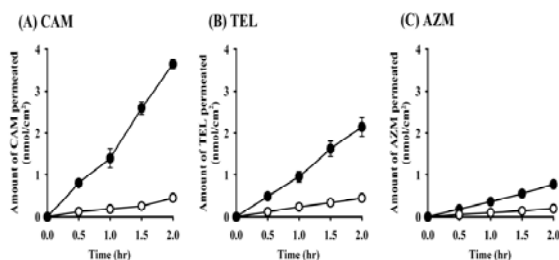 (A) CAM
Amount of CAM permeated
(nmol/cm²)
4
3
2
1
0
0.0 0.5 1.0 1.5 2.0
Time (hr)
(B) TEL
Amount of TEL permeated
(nmol/cm²)
4
3
2
1
0
0.0 0.5 1.0 1.5 2.0
Time (hr)
(C) AZM
Amount of AZM permeated
(nmol/cm²)
4
3
2
1
0
0.0 0.5 1.0 1.5 2.0
Time (hr)